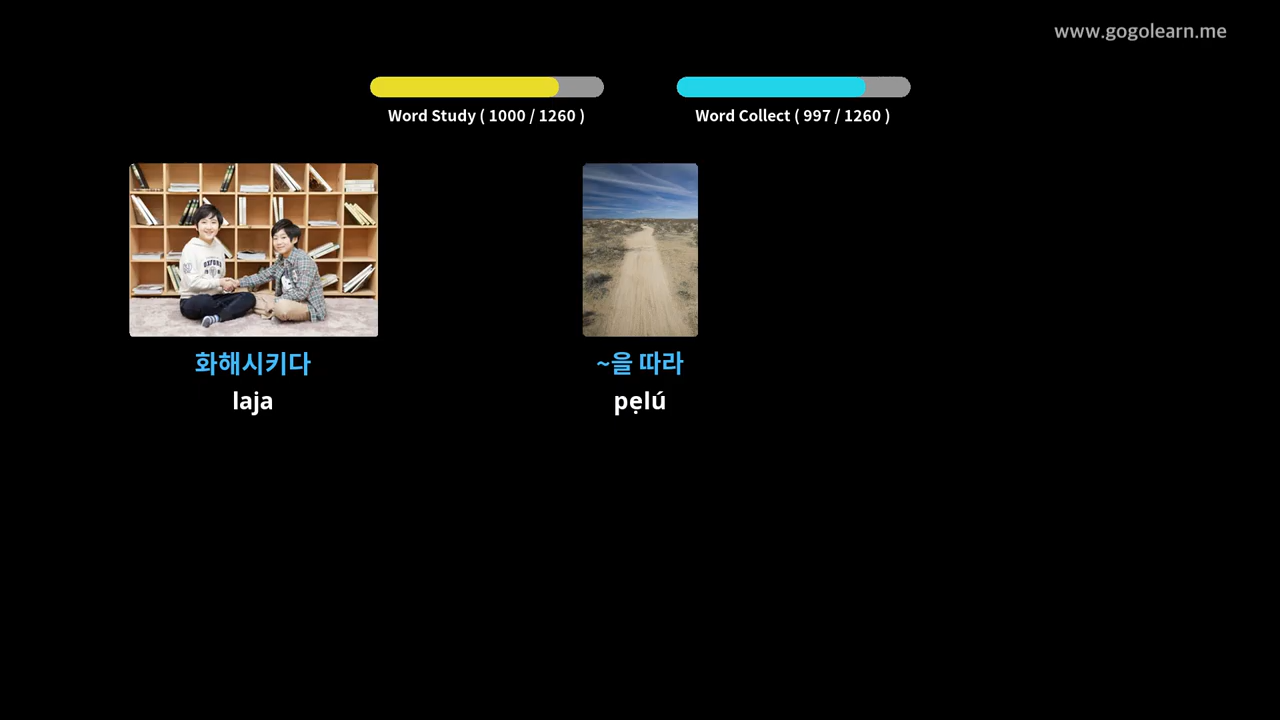 www.gogolearn.me
Word Study ( 1000 / 1260 )
Word Collect ( 997 / 1260 )
화해시키다
laja
~을 따라
pẹlú